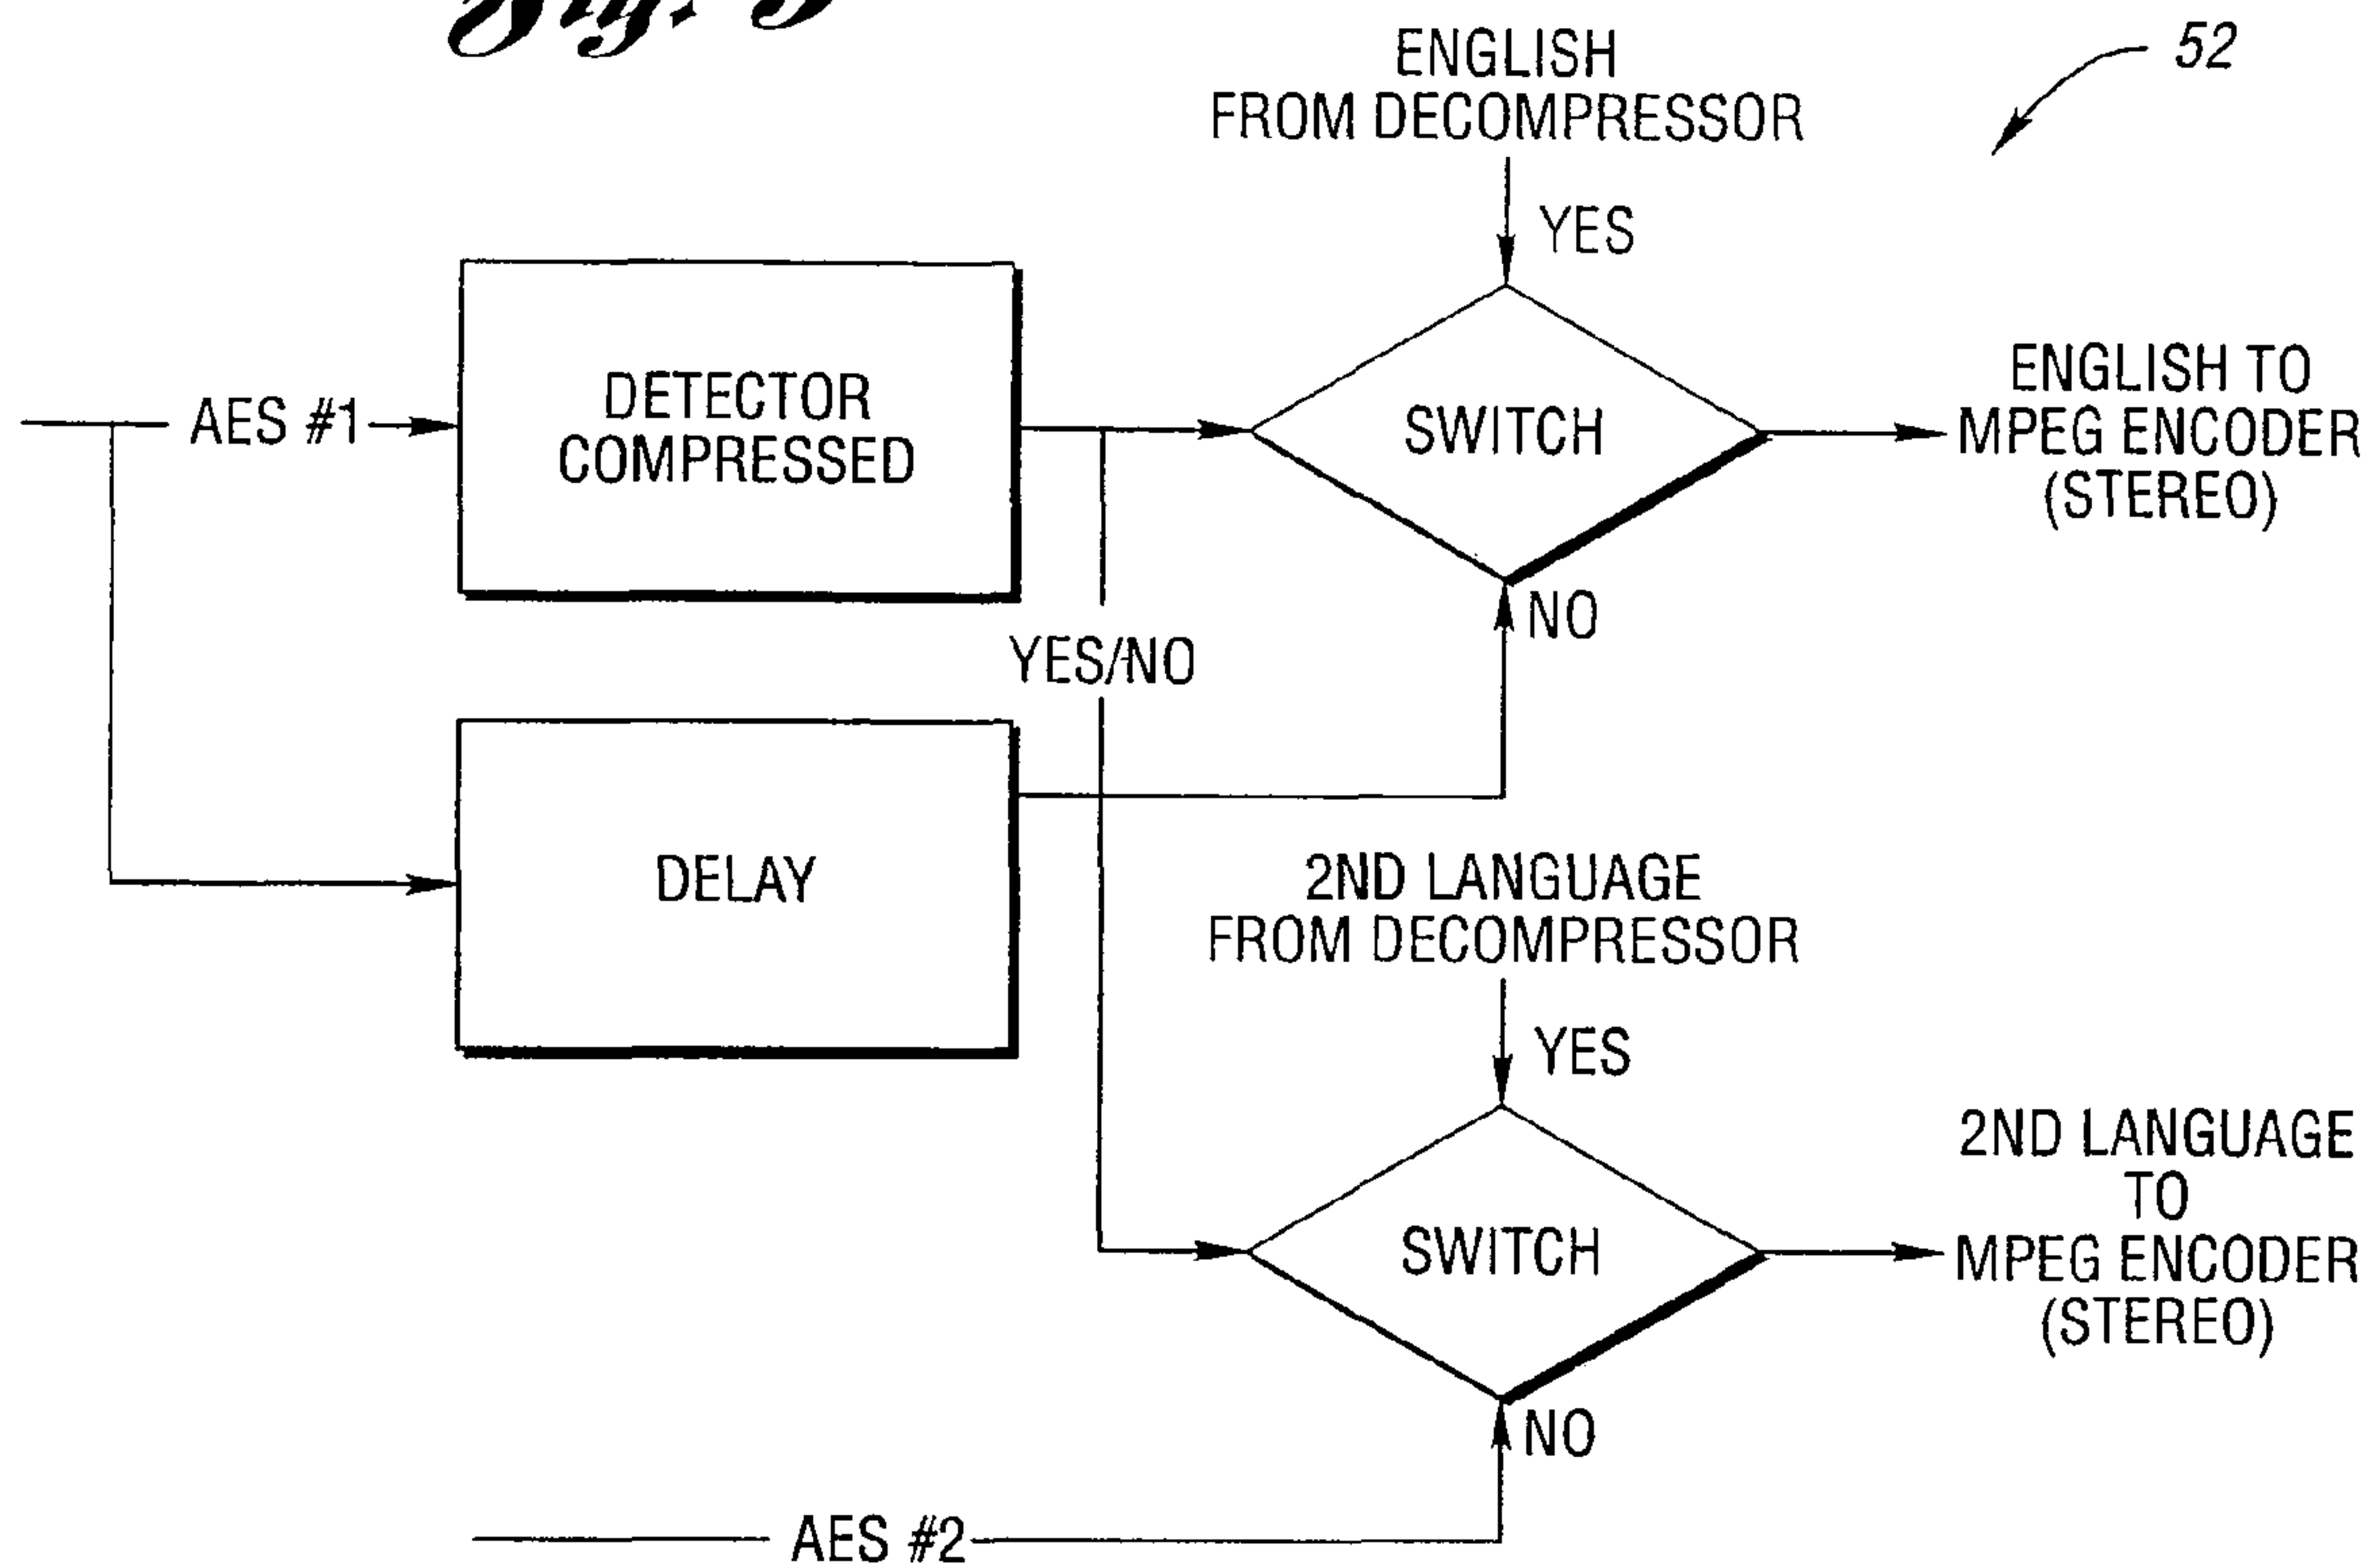 ENGLISH
FROM DECOMPRESSOR
52
YES
AES #1
DETECTOR
COMPRESSED
SWITCH
ENGLISH TO
MPEG ENCODER
(STEREO)
NO
YES/NO
DELAY
2ND LANGUAGE
FROM DECOMPRESSOR
YES
SWITCH
2ND LANGUAGE
TO
MPEG ENCODER
(STEREO)
NO
AES #2